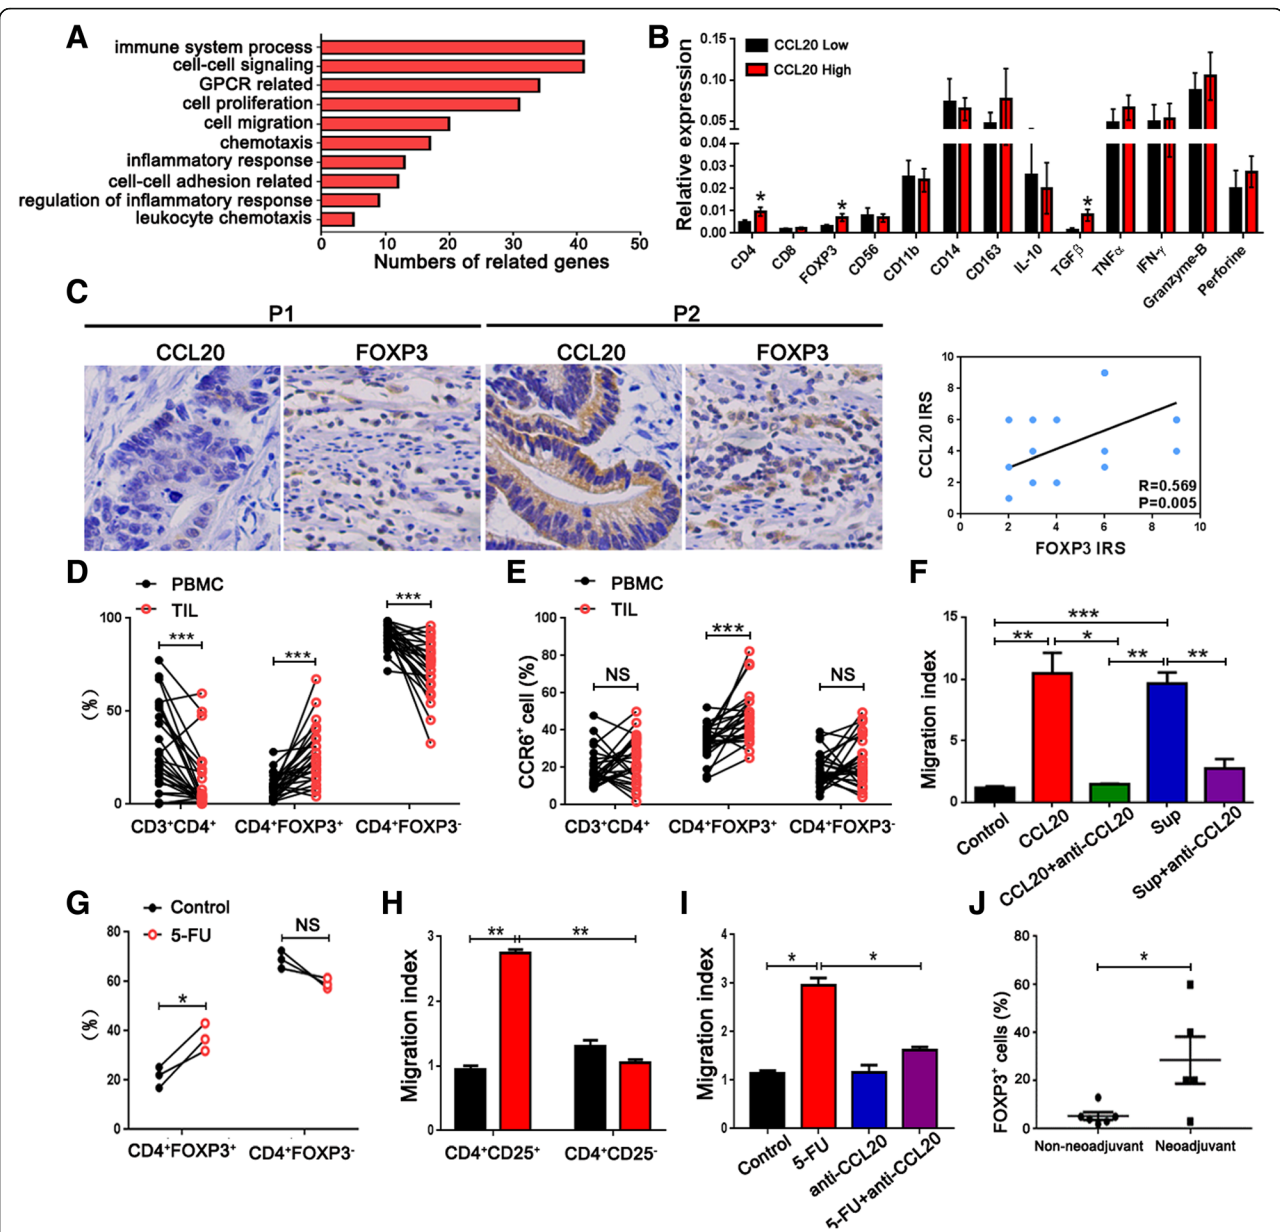 A
immune system process
cell-cell signaling
GPCR related
cell proliferation
cell migration
chemotaxis
inflammatory response
cell-cell adhesion related
regulation of inflammatory response
leukocyte chemotaxis
0 10 20 30 40 50
Numbers of related genes
B
CCL20 Low
CCL20 High
Relative expression
0.15
0.10
0.05
0.04
0.02
0.010
0.005
0.000
* * *
CD4 CD8 FOXP3 CD56 CD11b CD14 CD163 IL-10 TGFβ TNFα IFN-γ Granzyme-B Perforine
C
P1 P2
CCL20 FOXP3 CCL20 FOXP3
CCL20 IRS
10
8
6
4
2
0
R=0.569
P=0.005
0 2 4 6 8 10
FOXP3 IRS
D
PBMC
TIL
(%)
100
50
0
*** *** ***
CD3+CD4+ CD4+FOXP3+ CD4+FOXP3-
E
PBMC
TIL
CCR6+ cell (%)
100
80
60
40
20
0
NS *** NS
CD3+CD4+ CD4+FOXP3+ CD4+FOXP3-
F
Migration index
15
10
5
0
***
** * ** **
Control CCL20 CCL20+anti-CCL20 Sup Sup+anti-CCL20
G
Control
5-FU
(%)
80
60
40
20
0
* NS
CD4+FOXP3+ CD4+FOXP3-
H
Migration index
3
2
1
0
** **
CD4+CD25+ CD4+CD25-
I
Migration index
4
3
2
1
0
* *
Control 5-FU anti-CCL20 5-FU+anti-CCL20
J
FOXP3+ cells (%)
80
60
40
20
0
*
Non-neoadjuvant Neoadjuvant